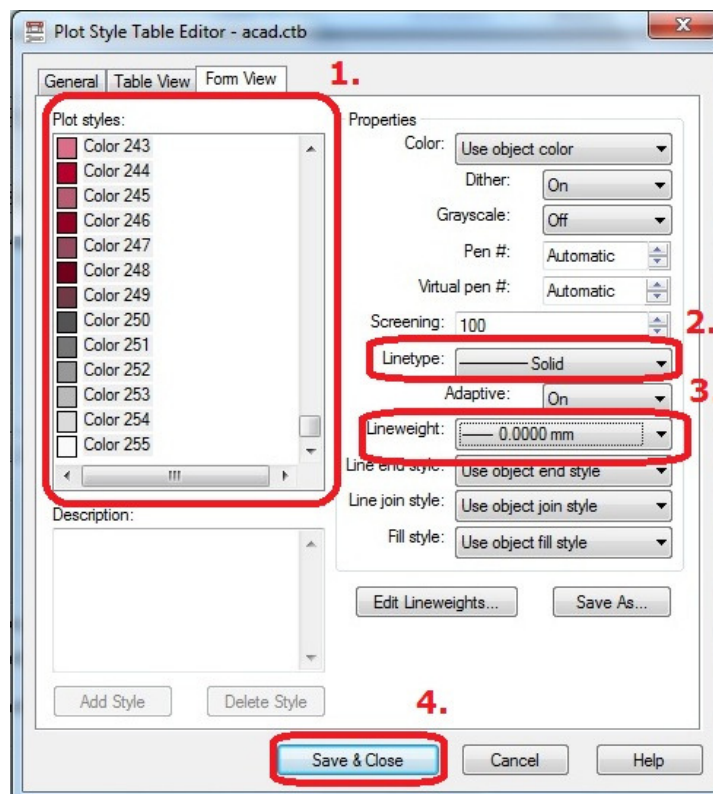 Plot Style Table Editor - acad.ctb
General Table View Form View 1.
Plot styles:
Color 243
Color 244
Color 245
Color 246
Color 247
Color 248
Color 249
Color 250
Color 251
Color 252
Color 253
Color 254
Color 255
Description:
Add Style Delete Style
Properties
Color: Use object color
Dither: On
Grayscale: Off
Pen #: Automatic
Virtual pen #: Automatic
Screening: 100
2.
Linetype: Solid
Adaptive: On
3
Lineweight: 0.0000 mm
Line end style: Use object end style
Line join style: Use object join style
Fill style: Use object fill style
Edit Lineweights... Save As...
4.
Save & Close Cancel Help